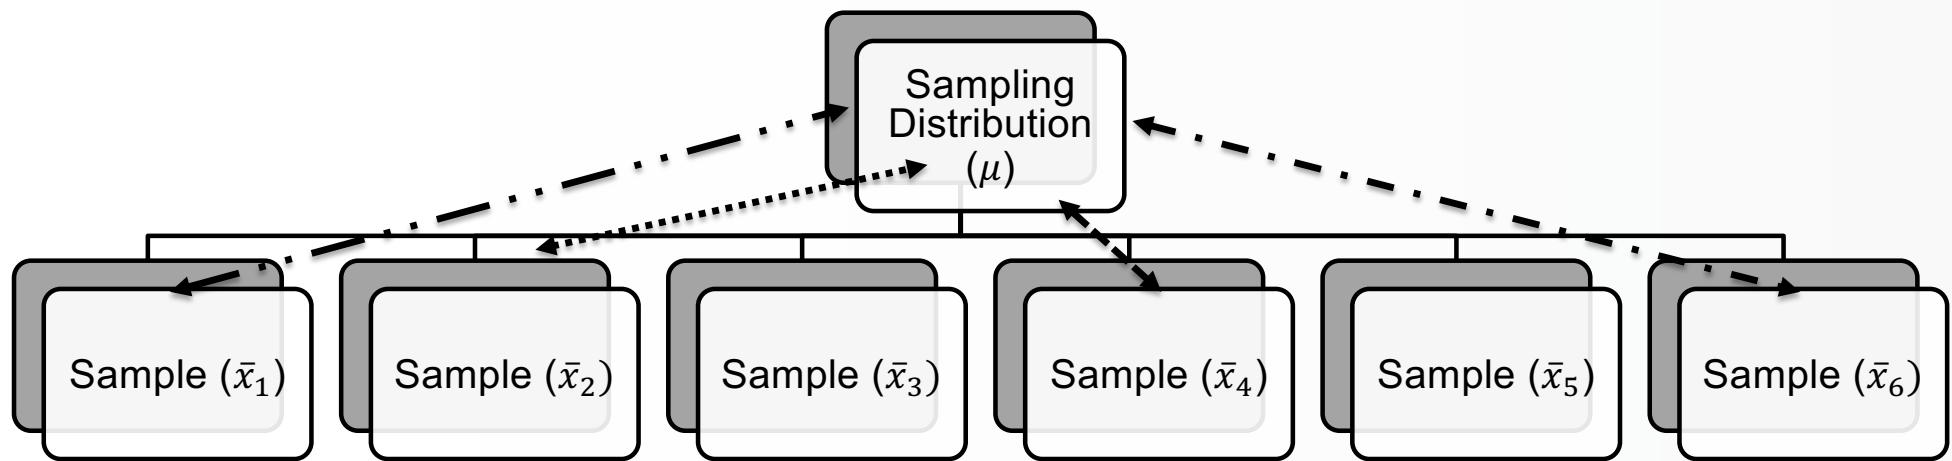 Sampling
Distribution
(𝜇)
Sample (x̄₁)
Sample (x̄₂)
Sample (x̄₃)
Sample (x̄₄)
Sample (x̄₅)
Sample (x̄₆)